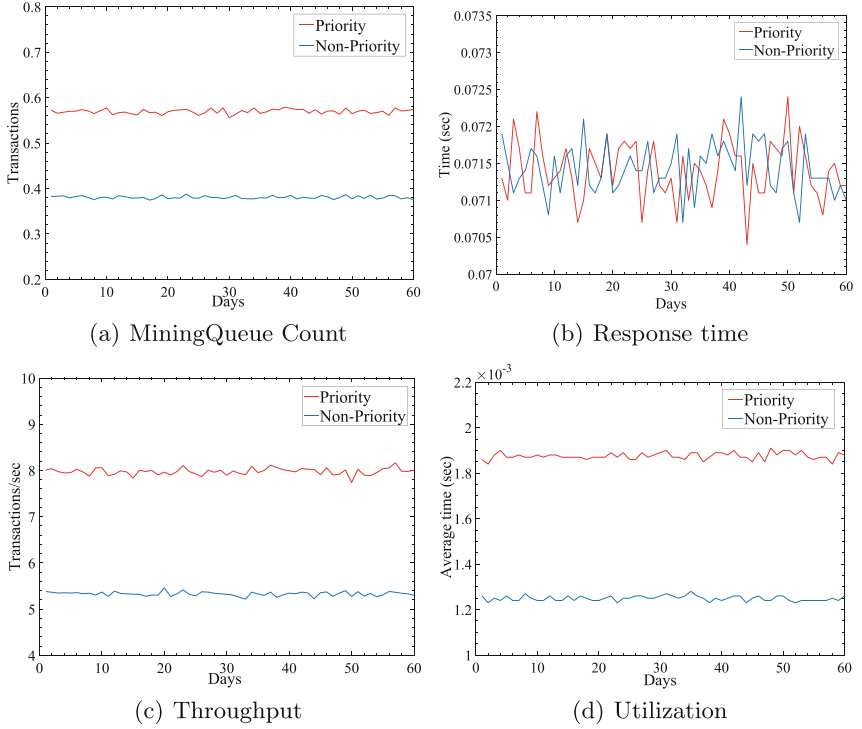 0.8
0.7
0.6
0.5
0.4
0.3
0.2
Transactions
Priority
Non-Priority
0 10 20 30 40 50 60
Days
(a) MiningQueue Count
0.0735
0.073
0.0725
0.072
0.0715
0.071
0.0705
0.07
Time (sec)
Priority
Non-Priority
0 10 20 30 40 50 60
Days
(b) Response time
10
9
8
7
6
5
4
Transactions/sec
Priority
Non-Priority
0 10 20 30 40 50 60
Days
(c) Throughput
×10⁻³
2.2
2
1.8
1.6
1.4
1.2
1
Average time (sec)
Priority
Non-Priority
0 10 20 30 40 50 60
Days
(d) Utilization